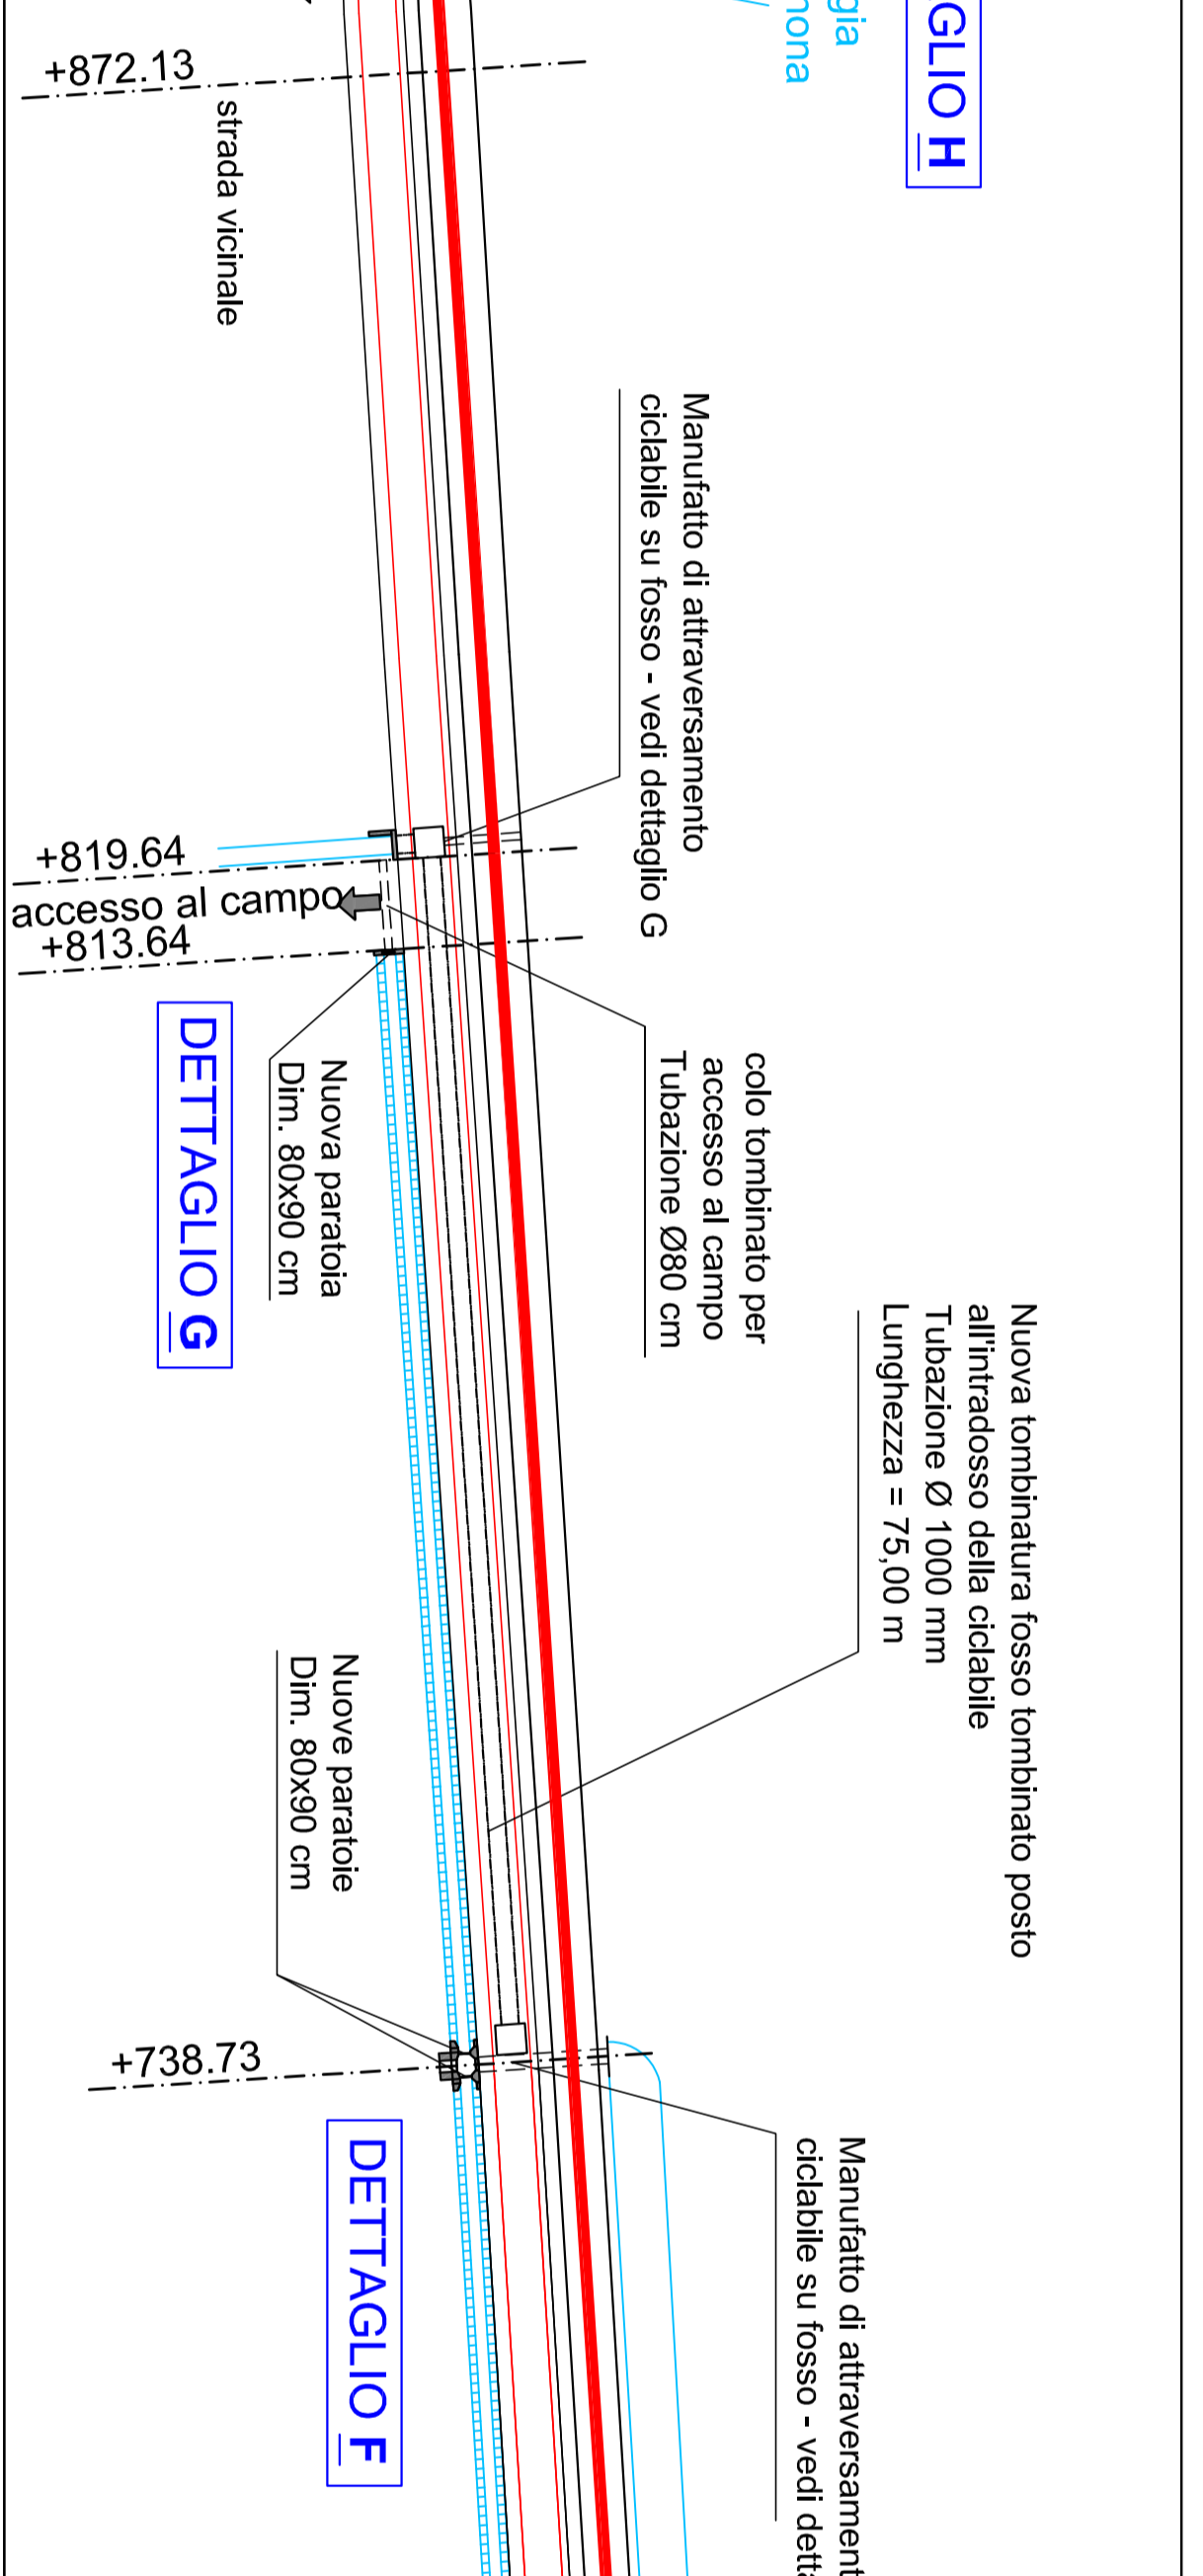 GLIO H
gia
nona
+872.13
strada vicinale
Manufatto di attraversamento
ciclabile su fosso - vedi dettaglio G
+819.64
accesso al campo
+813.64
DETTAGLIO G
Nuova paratoia
Dim. 80x90 cm
colo tombinato per
accesso al campo
Tubazione Ø80 cm
Nuova tombinatura fosso tombinato posto
all'intradosso della ciclabile
Tubazione Ø 1000 mm
Lunghezza = 75,00 m
Nuove paratoie
Dim. 80x90 cm
+738.73
DETTAGLIO F
Manufatto di attraversament
ciclabile su fosso - vedi detta